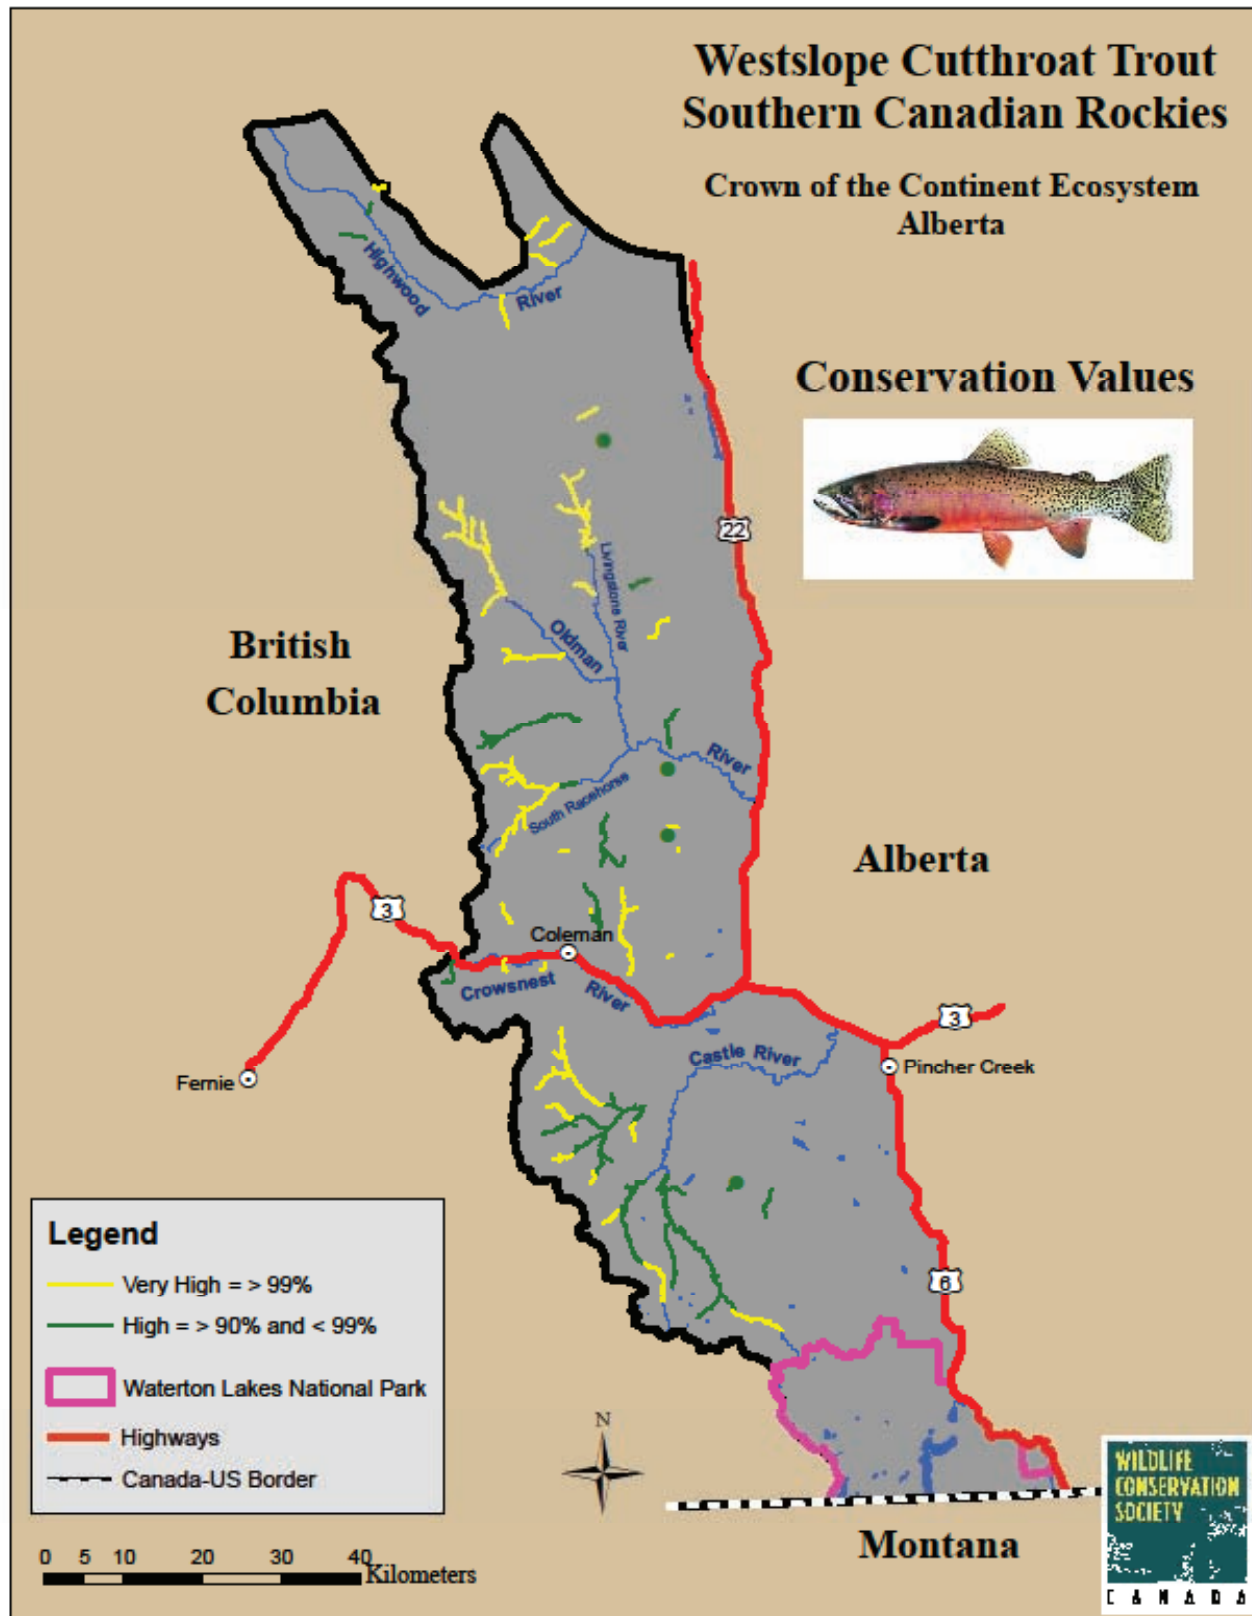 Westslope Cutthroat Trout
Southern Canadian Rockies
Crown of the Continent Ecosystem
Alberta
Highwood
River
Conservation Values
22
Livingstone River
British
Columbia
Oldman
River
South Racehorse
Alberta
3
Coleman
Crowsnest
River
3
Castle River
Fernie
Pincher Creek
Legend
Very High = > 99%
High = > 90% and < 99%
Waterton Lakes National Park
Highways
Canada-US Border
6
N
0 5 10 20 30 40
Kilometers
Montana
WILDLIFE
CONSERVATION
SOCIETY
CANADA